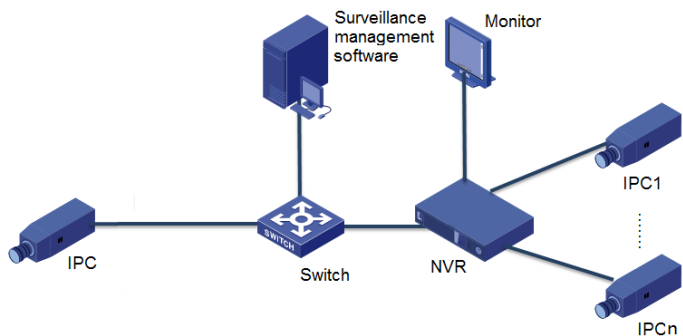 Surveillance
management
software
Monitor
IPC1
IPC
SWITCH
Switch
NVR
IPCn